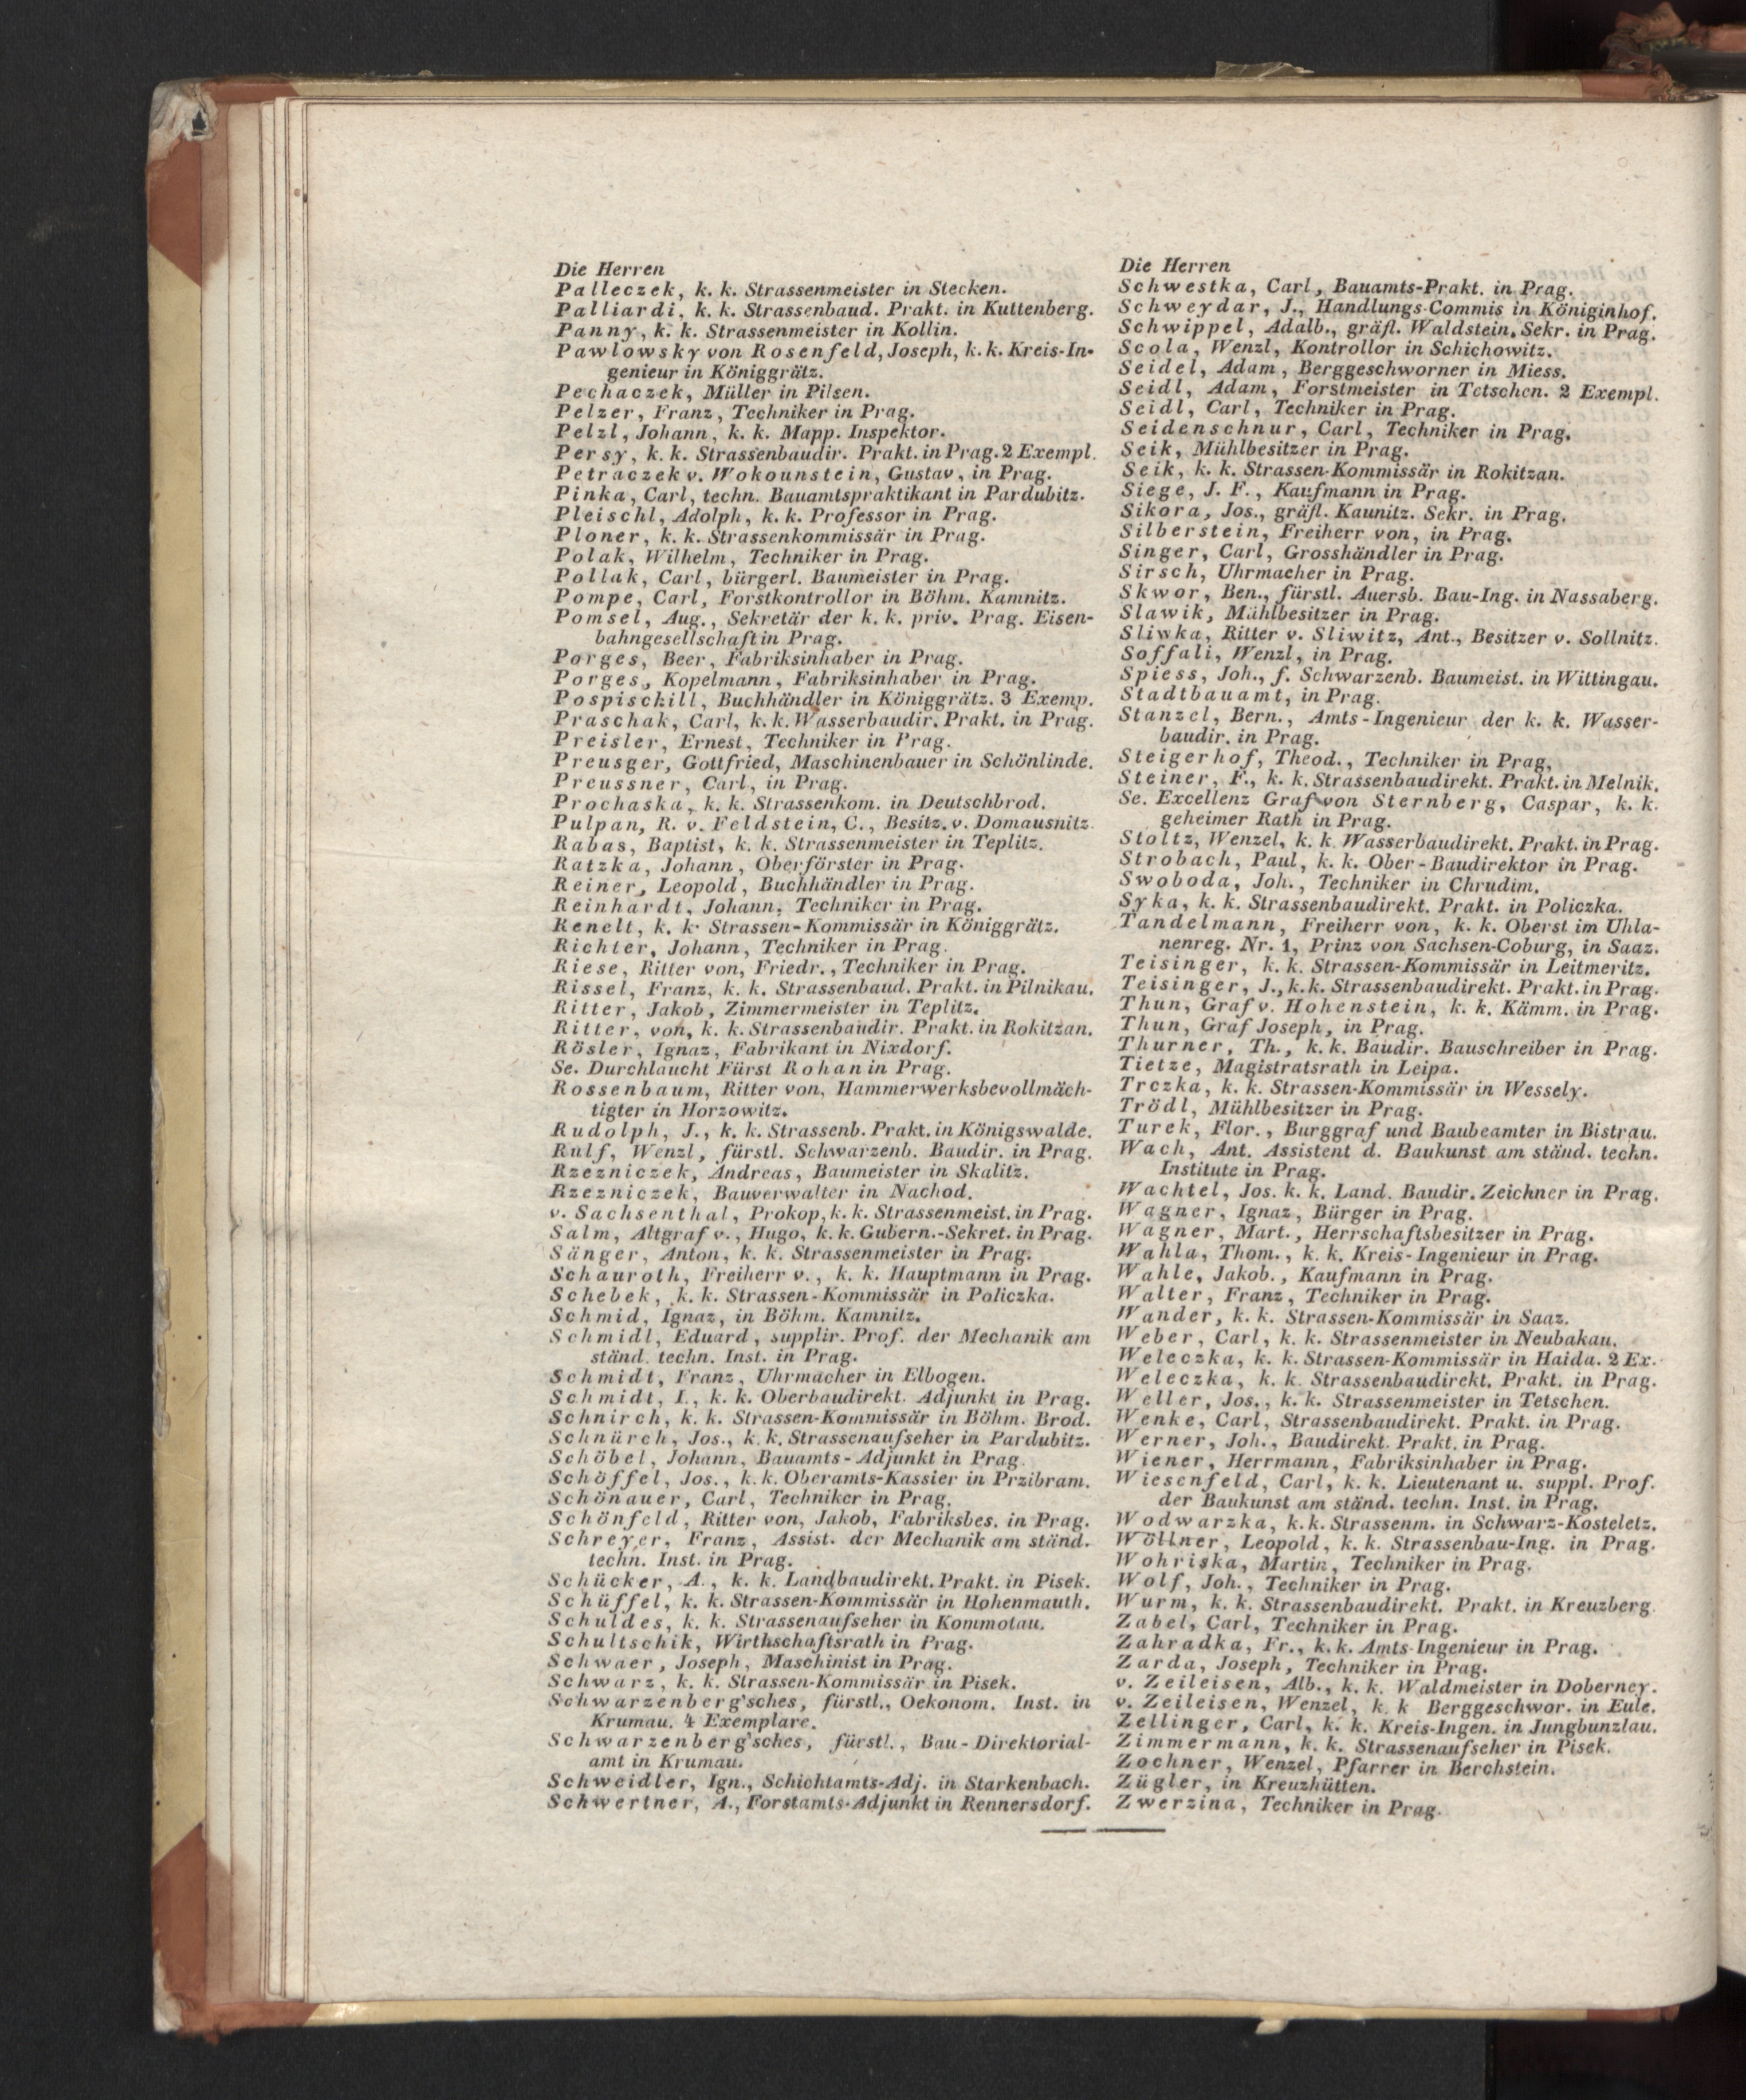 Die Herren
Palleczek, k. k. Strassenmeister in Stecken.
Palliardi, k. k. Strassenbaud. Prakt. in Kuttenberg.
Panny, k. k. Strassenmeister in Kollin.
Pawlowsky von Rosenfeld, Joseph, k. k. Kreis-In-
genieur in Königgrätz.
Pechaczek, Müller in Pilsen.
Pelzer, Franz, Techniker in Prag.
Pelzl, Johann, k. k. Mapp. Inspektor.
Persy, k. k. Strassenbaudir. Prakt. in Prag. 2 Exempl.
Petraczek v. Wokounstein, Gustav, in Prag.
Pinka, Carl, techn. Bauamtspraktikant in Pardubitz.
Pleischl, Adolph, k. k. Professor in Prag.
Ploner, k. k. Strassenkommissär in Prag.
Polak, Wilhelm, Techniker in Prag.
Pollak, Carl, bürgerl. Baumeister in Prag.
Pompe, Carl, Forstkontrollor in Böhm. Kamnitz.
Pomsel, Aug., Sekretär der k. k. priv. Prag. Eisen-
bahngesellschaft in Prag.
Porges, Beer, Fabriksinhaber in Prag.
Porges, Kopelmann, Fabriksinhaber in Prag.
Pospischill, Buchhändler in Königgrätz. 3 Exemp.
Praschak, Carl, k. k. Wasserbaudir. Prakt. in Prag.
Preisler, Ernest, Techniker in Prag.
Preusger, Gottfried, Maschinenbauer in Schönlinde.
Preussner, Carl, in Prag.
Prochaska, k. k. Strassenkom. in Deutschbrod.
Pulpan, R. v. Feldstein, C., Besitz. v. Domausnitz.
Rabas, Baptist, k. k. Strassenmeister in Teplitz.
Ratzka, Johann, Oberförster in Prag.
Reiner, Leopold, Buchhändler in Prag.
Reinhardt, Johann, Techniker in Prag.
Renelt, k. k. Strassen-Kommissär in Königgrätz.
Richter, Johann, Techniker in Prag.
Riese, Ritter von, Friedr., Techniker in Prag.
Rissel, Franz, k. k. Strassenbaud. Prakt. in Pilnikau.
Ritter, Jakob, Zimmermeister in Teplitz.
Ritter, von, k. k. Strassenbaudir. Prakt. in Rokitzan.
Rösler, Ignaz, Fabrikant in Nixdorf.
Se. Durchlaucht Fürst Rohan in Prag.
Rossenbaum, Ritter von, Hammerwerksbevollmäch-
tigter in Horzowitz.
Rudolph, J., k. k. Strassenb. Prakt. in Königswalde.
Rulf, Wenzl, fürstl. Schwarzenb. Baudir. in Prag.
Rzezniczek, Andreas, Baumeister in Skalitz.
Rzezniczek, Bauverwalter in Nachod.
v. Sachsenthal, Prokop, k. k. Strassenmeist. in Prag.
Salm, Altgraf v., Hugo, k. k. Gubern.-Sekret. in Prag.
Sänger, Anton, k. k. Strassenmeister in Prag.
Schauroth, Freiherr v., k. k. Hauptmann in Prag.
Schebek, k. k. Strassen-Kommissär in Policzka.
Schmid, Ignaz, in Böhm. Kamnitz.
Schmidl, Eduard, supplir. Prof. der Mechanik am
ständ. techn. Inst. in Prag.
Schmidt, Franz, Uhrmacher in Elbogen.
Schmidt, I., k. k. Oberbaudirekt. Adjunkt in Prag.
Schnirch, k. k. Strassen-Kommissär in Böhm. Brod.
Schnürch, Jos., k. k. Strassenaufseher in Pardubitz.
Schöbel, Johann, Bauamts-Adjunkt in Prag.
Schöffel, Jos., k. k. Oberamts-Kassier in Przibram.
Schönauer, Carl, Techniker in Prag.
Schönfeld, Ritter von, Jakob, Fabriksbes. in Prag.
Schreyer, Franz, Assist. der Mechanik am ständ.
techn. Inst. in Prag.
Schücker, A., k. k. Landbaudirekt. Prakt. in Pisek.
Schüffel, k. k. Strassen-Kommissär in Hohenmauth.
Schuldes, k. k. Strassenaufseher in Kommotau.
Schultschik, Wirthschaftsrath in Prag.
Schwaer, Joseph, Maschinist in Prag.
Schwarz, k. k. Strassen-Kommissär in Pisek.
Schwarzenberg'sches, fürstl., Oekonom. Inst. in
Krumau. 4 Exemplare.
Schwarzenberg'sches, fürstl., Bau-Direktorial-
amt in Krumau.
Schweidler, Ign., Schichtamts-Adj. in Starkenbach.
Schwertner, A., Forstamts-Adjunkt in Rennersdorf.
Die Herren
Schwestka, Carl, Bauamts-Prakt. in Prag.
Schweydar, J., Handlungs-Commis in Königinhof.
Schwippel, Adalb., gräfl. Waldstein. Sekr. in Prag.
Scola, Wenzl, Kontrollor in Schichowitz.
Seidel, Adam, Berggeschworner in Miess.
Seidl, Adam, Forstmeister in Tetschen. 2 Exempl.
Seidl, Carl, Techniker in Prag.
Seidenschnur, Carl, Techniker in Prag.
Seik, Mühlbesitzer in Prag.
Seik, k. k. Strassen-Kommissär in Rokitzan.
Siege, J. F., Kaufmann in Prag.
Sikora, Jos., gräfl. Kaunitz. Sekr. in Prag.
Silberstein, Freiherr von, in Prag.
Singer, Carl, Grosshändler in Prag.
Sirsch, Uhrmacher in Prag.
Skwor, Ben., fürstl. Auersb. Bau-Ing. in Nassaberg.
Slawik, Mühlbesitzer in Prag.
Sliwka, Ritter v. Sliwitz, Ant., Besitzer v. Sollnitz.
Soffali, Wenzl, in Prag.
Spiess, Joh., f. Schwarzenb. Baumeist. in Wittingau.
Stadtbauamt, in Prag.
Stanzel, Bern., Amts-Ingenieur der k. k. Wasser-
baudir. in Prag.
Steigerhof, Theod., Techniker in Prag,
Steiner, F., k. k. Strassenbaudirekt. Prakt. in Melnik.
Se. Excellenz Graf von Sternberg, Caspar, k. k.
geheimer Rath in Prag.
Stoltz, Wenzel, k. k. Wasserbaudirekt. Prakt. in Prag.
Strobach, Paul, k. k. Ober-Baudirektor in Prag.
Swoboda, Joh., Techniker in Chrudim.
Syka, k. k. Strassenbaudirekt. Prakt. in Policzka.
Tandelmann, Freiherr von, k. k. Oberst im Uhla-
nenreg. Nr. 1, Prinz von Sachsen-Coburg, in Saaz.
Teisinger, k. k. Strassen-Kommissär in Leitmeritz.
Teisinger, J., k. k. Strassenbaudirekt. Prakt. in Prag.
Thun, Graf v. Hohenstein, k. k. Kämm. in Prag.
Thun, Graf Joseph, in Prag.
Thurner, Th., k. k. Baudir. Bauschreiber in Prag.
Tietze, Magistratsrath in Leipa.
Trczka, k. k. Strassen-Kommissär in Wessely.
Trödl, Mühlbesitzer in Prag.
Turek, Flor., Burggraf und Baubeamter in Bistrau.
Wach, Ant. Assistent d. Baukunst am ständ. techn.
Institute in Prag.
Wachtel, Jos. k. k. Land. Baudir. Zeichner in Prag.
Wagner, Ignaz, Bürger in Prag.
Wagner, Mart., Herrschaftsbesitzer in Prag.
Wahla, Thom., k. k. Kreis-Ingenieur in Prag.
Wahle, Jakob., Kaufmann in Prag.
Walter, Franz, Techniker in Prag.
Wander, k. k. Strassen-Kommissär in Saaz.
Weber, Carl, k. k. Strassenmeister in Neubakau.
Weleczka, k. k. Strassen-Kommissär in Haida. 2 Ex.
Weleczka, k. k. Strassenbaudirekt. Prakt. in Prag.
Weller, Jos., k. k. Strassenmeister in Tetschen.
Wenke, Carl, Strassenbaudirekt. Prakt. in Prag.
Werner, Joh., Baudirekt. Prakt. in Prag.
Wiener, Herrmann, Fabriksinhaber in Prag.
Wiesenfeld, Carl, k. k. Lieutenant u. suppl. Prof.
der Baukunst am ständ. techn. Inst. in Prag.
Wodwarzka, k. k. Strassenm. in Schwarz-Kosteletz.
Wöllner, Leopold, k. k. Strassenbau-Ing. in Prag.
Wohriska, Martin, Techniker in Prag.
Wolf, Joh., Techniker in Prag.
Wurm, k. k. Strassenbaudirekt. Prakt. in Kreuzberg.
Zabel, Carl, Techniker in Prag.
Zahradka, Fr., k. k. Amts-Ingenieur in Prag.
Zarda, Joseph, Techniker in Prag.
v. Zeileisen, Alb., k. k. Waldmeister in Doberney.
v. Zeileisen, Wenzel, k. k Berggeschwor. in Eule.
Zellinger, Carl, k. k. Kreis-Ingen. in Jungbunzlau.
Zimmermann, k. k. Strassenaufseher in Pisek.
Zochner, Wenzel, Pfarrer in Berchstein.
Zügler, in Kreuzhütten.
Zwerzina, Techniker in Prag.